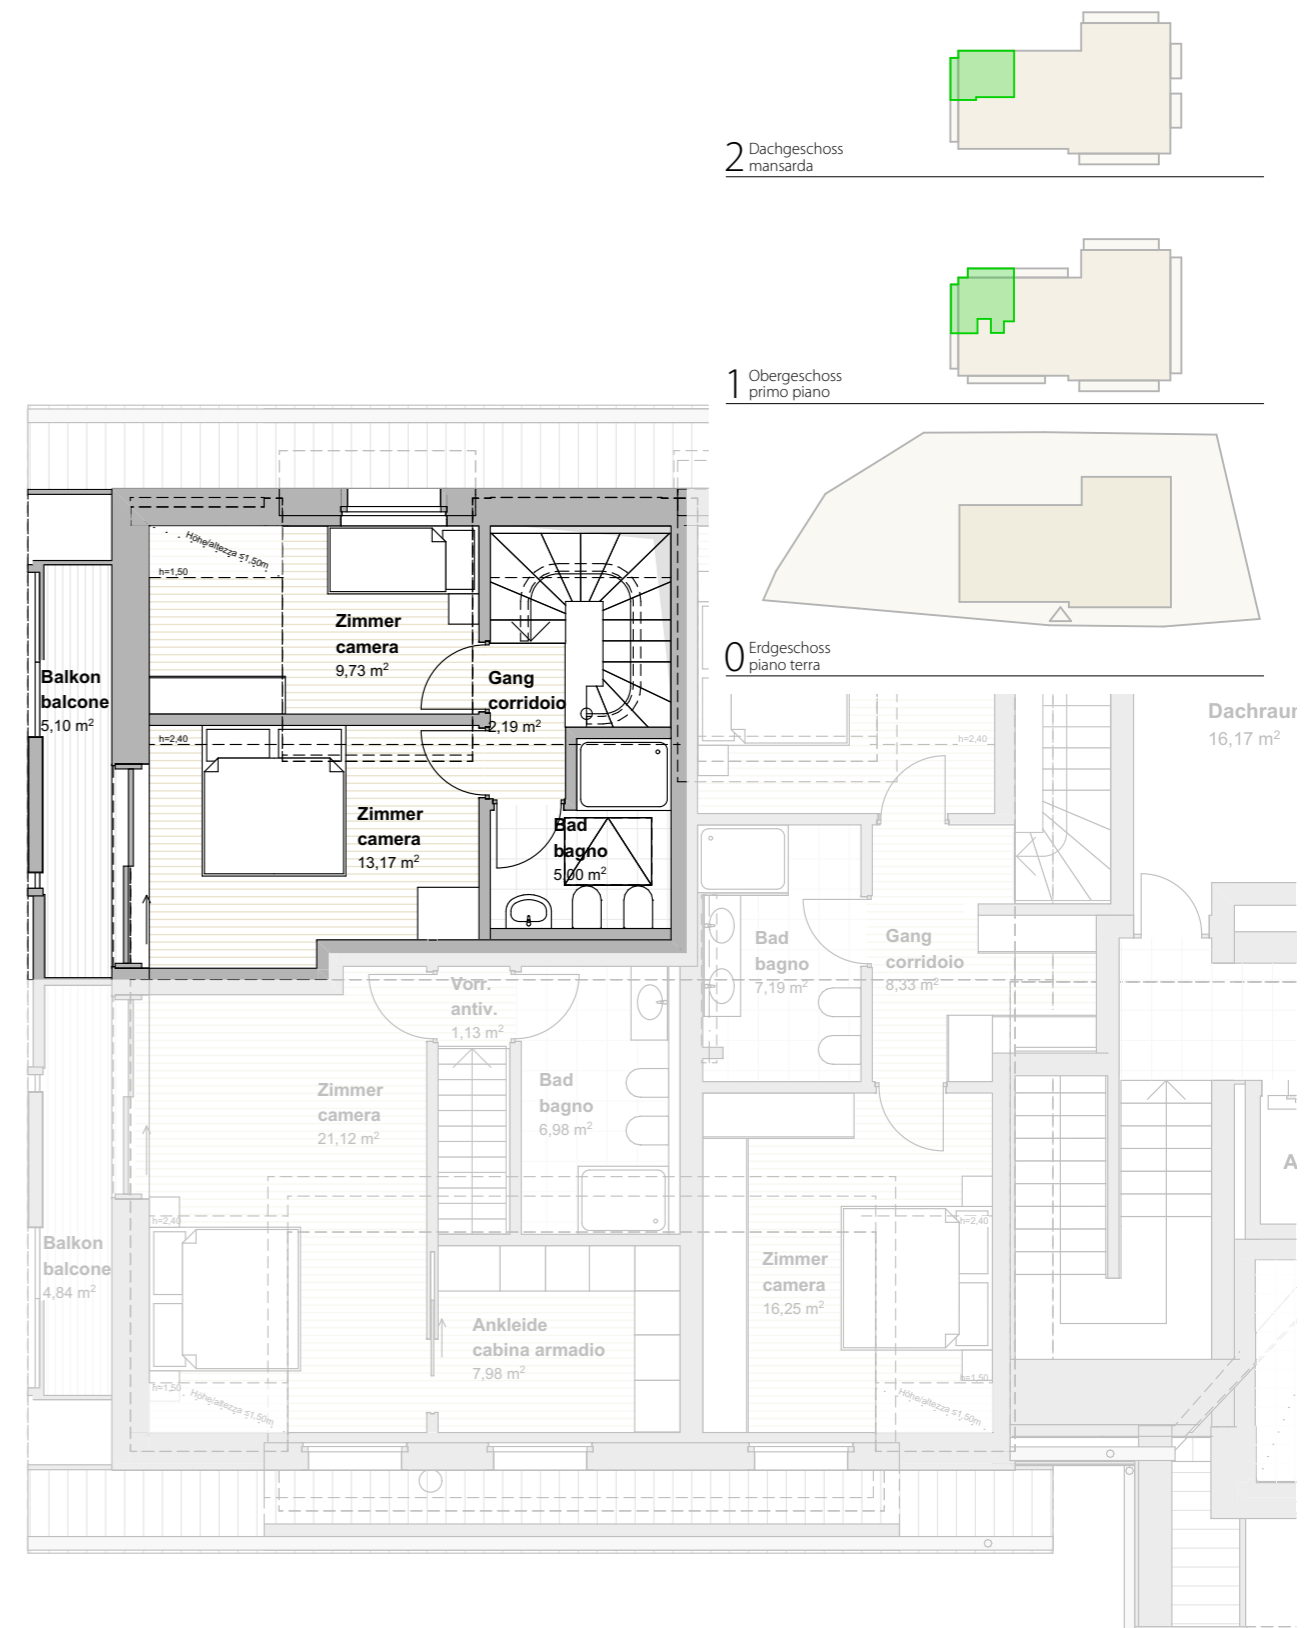 2 Dachgeschoss
mansarda
1 Obergeschoss
primo piano
0 Erdgeschoss
piano terra
Höhe/altezza ≤1,50m
h=1,50
Zimmer
camera
9,73 m²
Gang
corridoio
2,19 m²
Balkon
balcone
5,10 m²
h=2,40
Zimmer
camera
13,17 m²
Bad
bagno
5,00 m²
h=2,40
16,17 m²
Bad
bagno
7,19 m²
Gang
corridoio
8,33 m²
Vorr.
antiv.
1,13 m²
Zimmer
camera
21,12 m²
Bad
bagno
6,98 m²
h=2,40
Balkon
balcone
4,84 m²
h=2,40
Zimmer
camera
16,25 m²
Ankleide
cabina armadio
7,98 m²
h=1,50
Höhe/altezza ≤1,50m
h=1,50
Höhe/altezza ≤1,50m